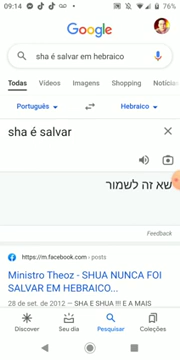 09:14
76%
Google
sha é salvar em hebraico
Todas Vídeos Imagens Shopping Notícias
Português Hebraico
sha é salvar
שא זה לשמור
Feedback
https://m.facebook.com › posts
Ministro Theoz - SHUA NUNCA FOI
SALVAR EM HEBRAICO...
28 de set. de 2012 — SHA E SHUA !!! E A MAIS
Discover Seu dia Pesquisar Coleções